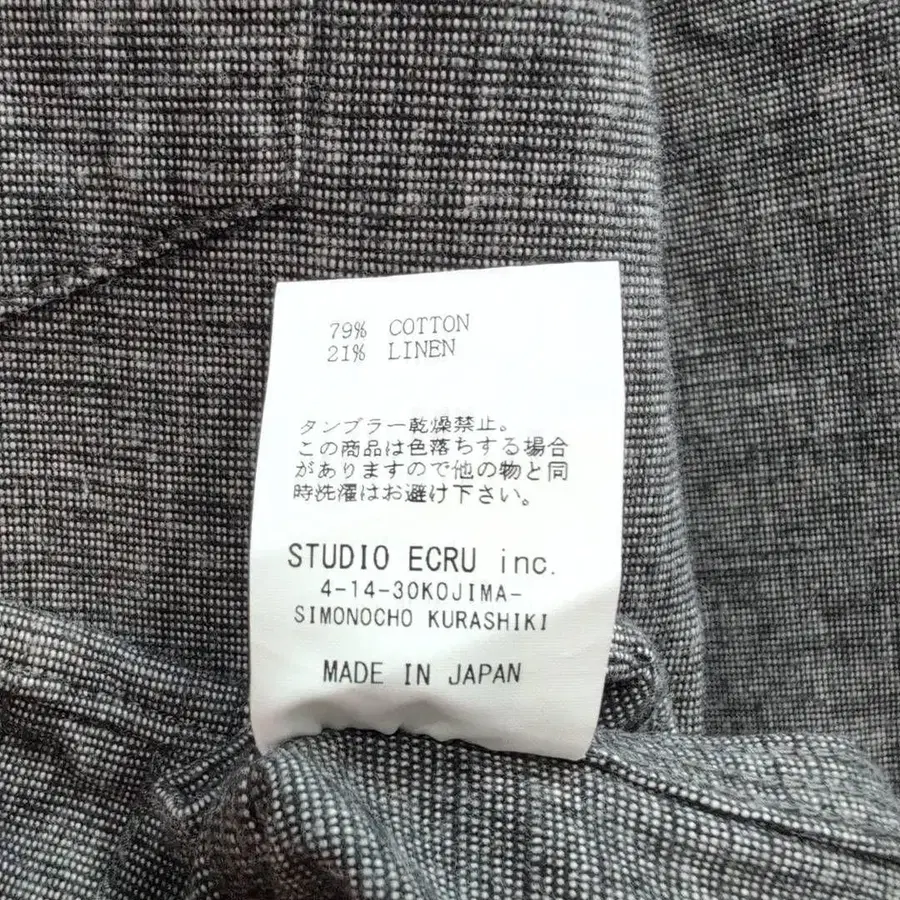 79% COTTON
21% LINEN
タンブラー乾燥禁止。
この商品は色落ちする場合
がありますので他の物と同
時洗濯はお避け下さい。
STUDIO ECRU inc.
4-14-30KOJIMA-
SIMONOCHO KURASHIKI
MADE IN JAPAN